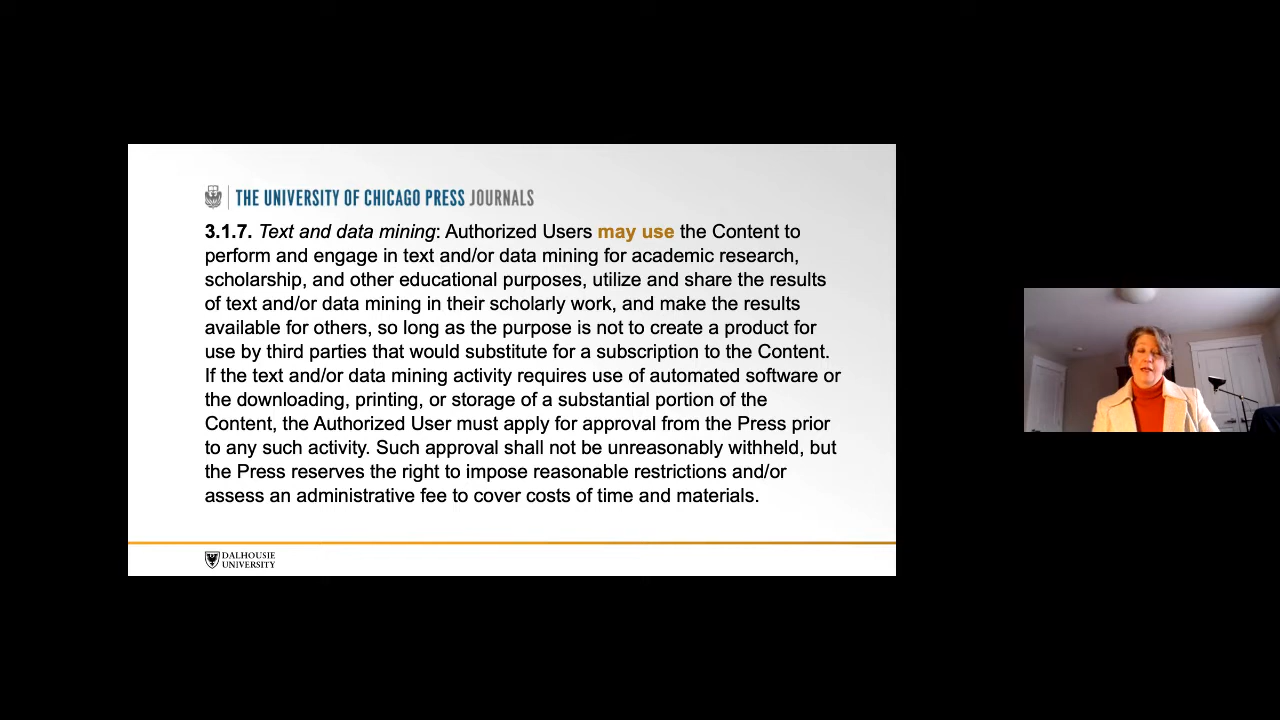 THE UNIVERSITY OF CHICAGO PRESS JOURNALS
3.1.7. Text and data mining: Authorized Users may use the Content to
perform and engage in text and/or data mining for academic research,
scholarship, and other educational purposes, utilize and share the results
of text and/or data mining in their scholarly work, and make the results
available for others, so long as the purpose is not to create a product for
use by third parties that would substitute for a subscription to the Content.
If the text and/or data mining activity requires use of automated software or
the downloading, printing, or storage of a substantial portion of the
Content, the Authorized User must apply for approval from the Press prior
to any such activity. Such approval shall not be unreasonably withheld, but
the Press reserves the right to impose reasonable restrictions and/or
assess an administrative fee to cover costs of time and materials.
DALHOUSIE
UNIVERSITY